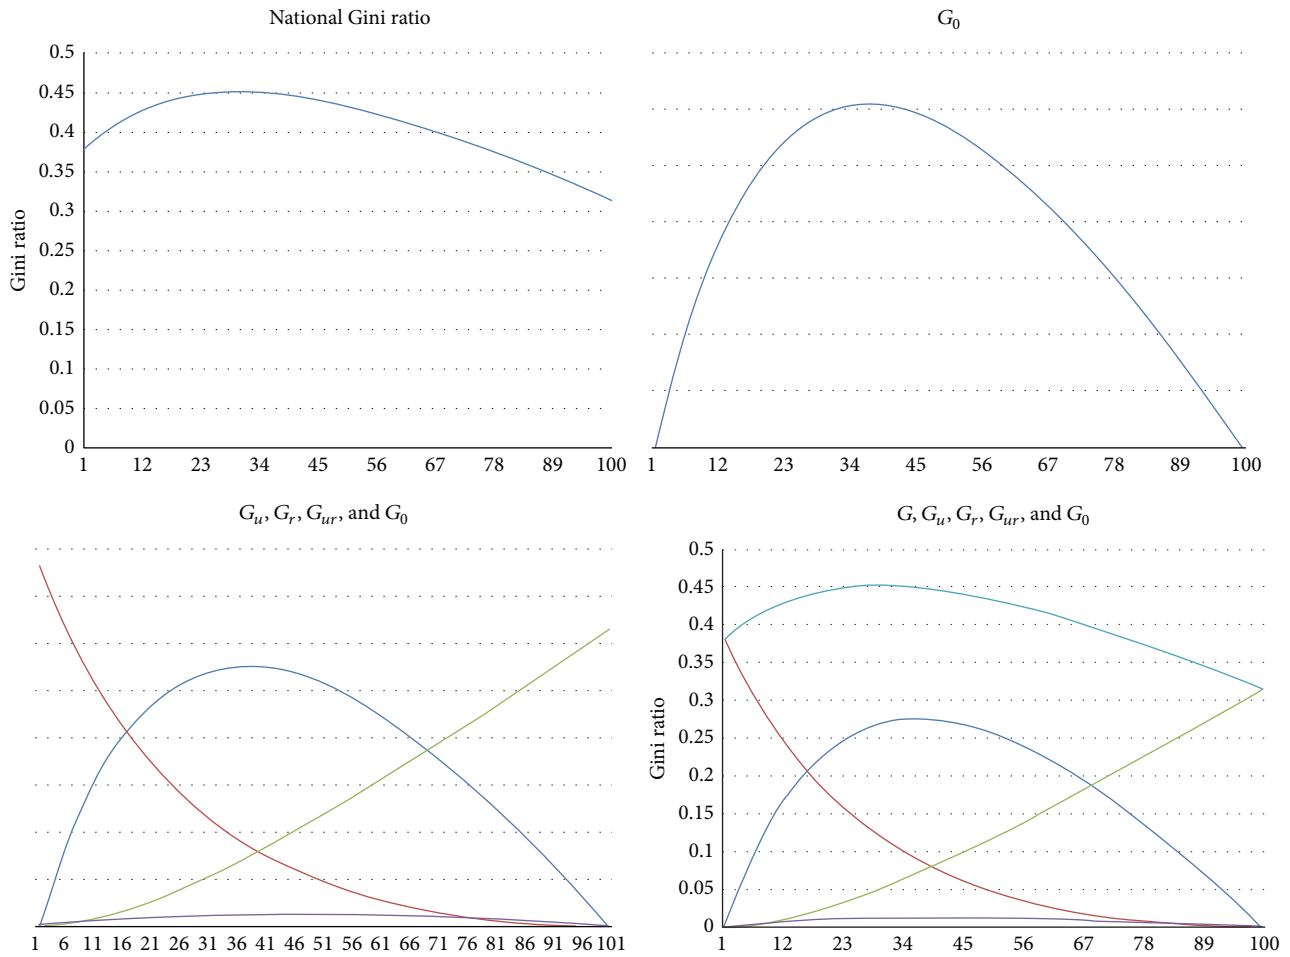 National Gini ratio
0.5
0.45
0.4
0.35
0.3
0.25
0.2
0.15
0.1
0.05
0
Gini ratio
1 12 23 34 45 56 67 78 89 100
G0
1 12 23 34 45 56 67 78 89 100
Gu, Gr, Gur, and G0
1 6 11 16 21 26 31 36 41 46 51 56 61 66 71 76 81 86 91 96 101
G, Gu, Gr, Gur, and G0
0.5
0.45
0.4
0.35
0.3
0.25
0.2
0.15
0.1
0.05
0
Gini ratio
1 12 23 34 45 56 67 78 89 100